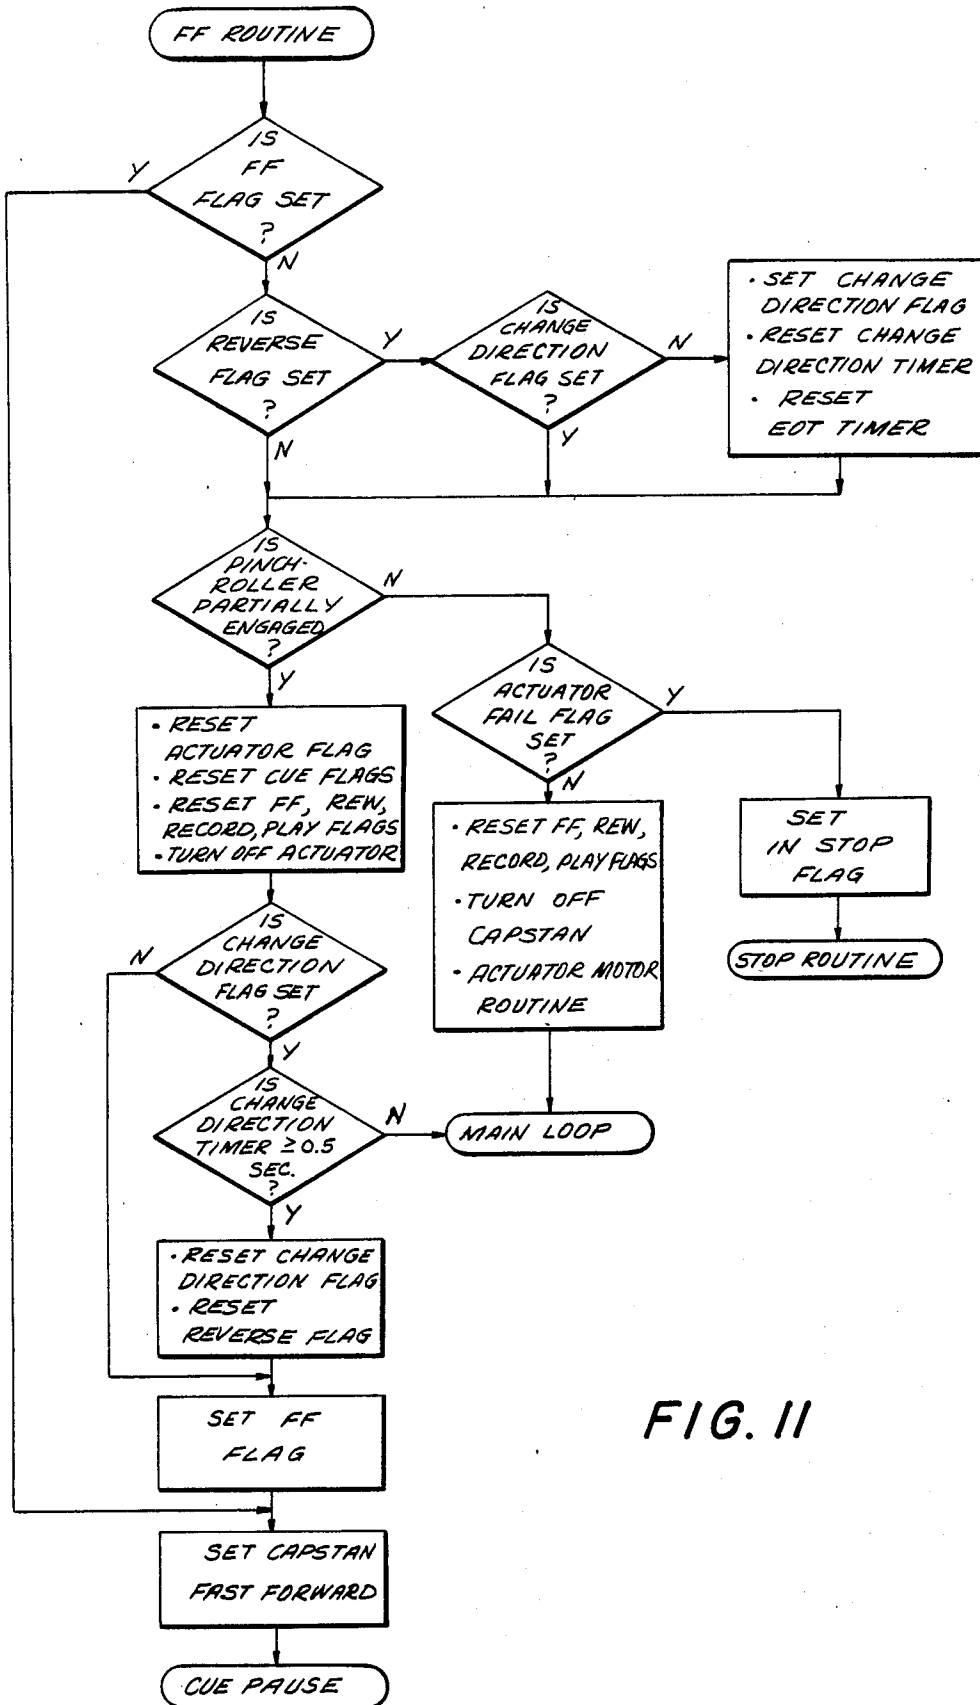 FF ROUTINE
IS
FF
FLAG SET
?
Y
N
IS
REVERSE
FLAG SET
?
Y
N
IS
CHANGE
DIRECTION
FLAG SET
?
N
Y
• SET CHANGE
DIRECTION FLAG
• RESET CHANGE
DIRECTION TIMER
• RESET
EOT TIMER
IS
PINCH-
ROLLER
PARTIALLY
ENGAGED
?
N
Y
IS
ACTUATOR
FAIL FLAG
SET
?
Y
N
• RESET
ACTUATOR FLAG
• RESET CUE FLAGS
• RESET FF, REW,
RECORD, PLAY FLAGS
• TURN OFF ACTUATOR
• RESET FF, REW,
RECORD, PLAY FLAGS
• TURN OFF
CAPSTAN
• ACTUATOR MOTOR
ROUTINE
SET
IN STOP
FLAG
STOP ROUTINE
IS
CHANGE
DIRECTION
FLAG SET
?
N
Y
IS
CHANGE
DIRECTION
TIMER ≥ 0.5
SEC.
?
N
Y
MAIN LOOP
• RESET CHANGE
DIRECTION FLAG
• RESET
REVERSE FLAG
SET FF
FLAG
SET CAPSTAN
FAST FORWARD
CUE PAUSE
FIG. 11